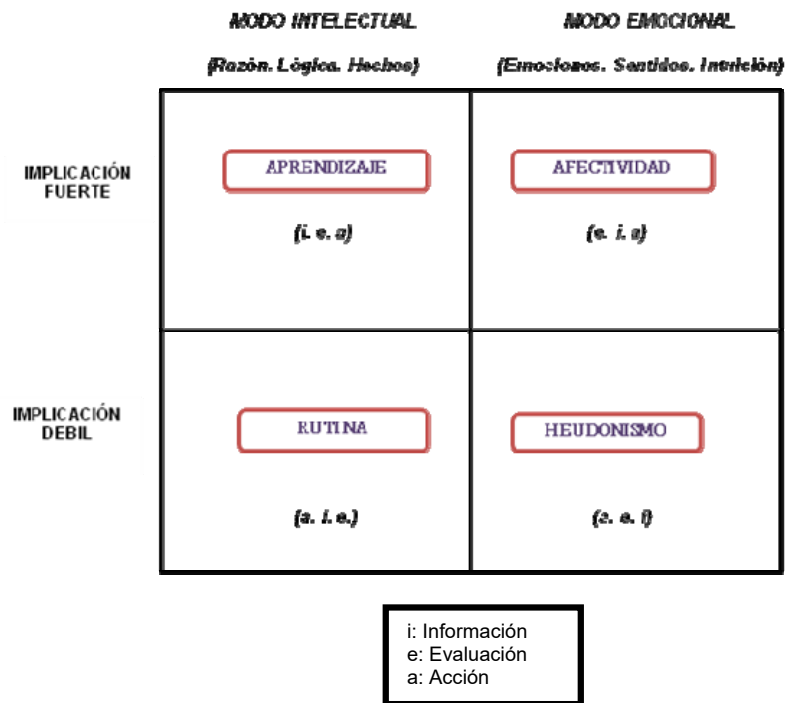 MODO INTELECTUAL
MODO EMOCIONAL
(Razón. Lógica. Hechos)
(Emociones. Sentidos. Intuición)
IMPLICACIÓN
FUERTE
APRENDIZAJE
AFECTIVIDAD
(i. e. a)
(e. i. a)
IMPLICACIÓN
DEBIL
RUTINA
HEUDONISMO
(a. i. e.)
(a. e. i)
i: Información
e: Evaluación
a: Acción